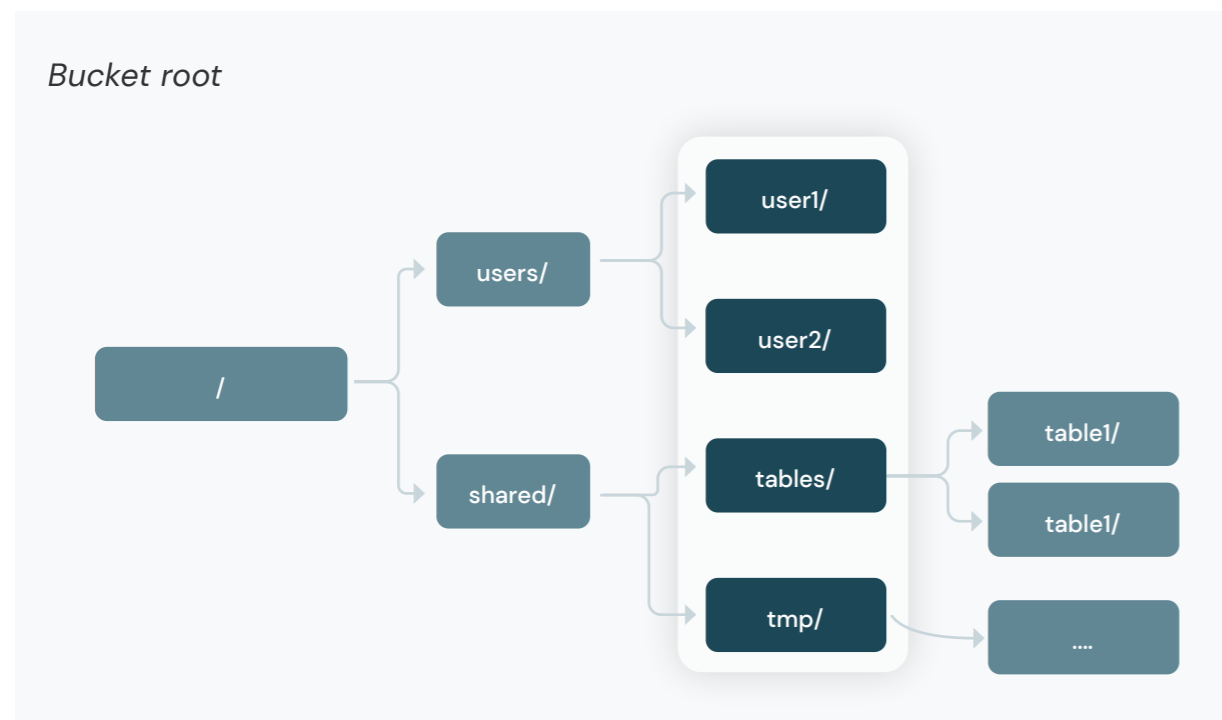 Bucket root
/
users/
shared/
user1/
user2/
tables/
tmp/
table1/
table1/
....